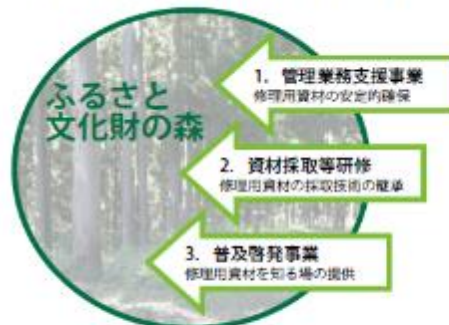 ふるさと
文化財の森
1. 管理業務支援事業
修理用資材の安定的確保
2. 資材採取等研修
修理用資材の採取技術の継承
3. 普及啓発事業
修理用資材を知る場の提供